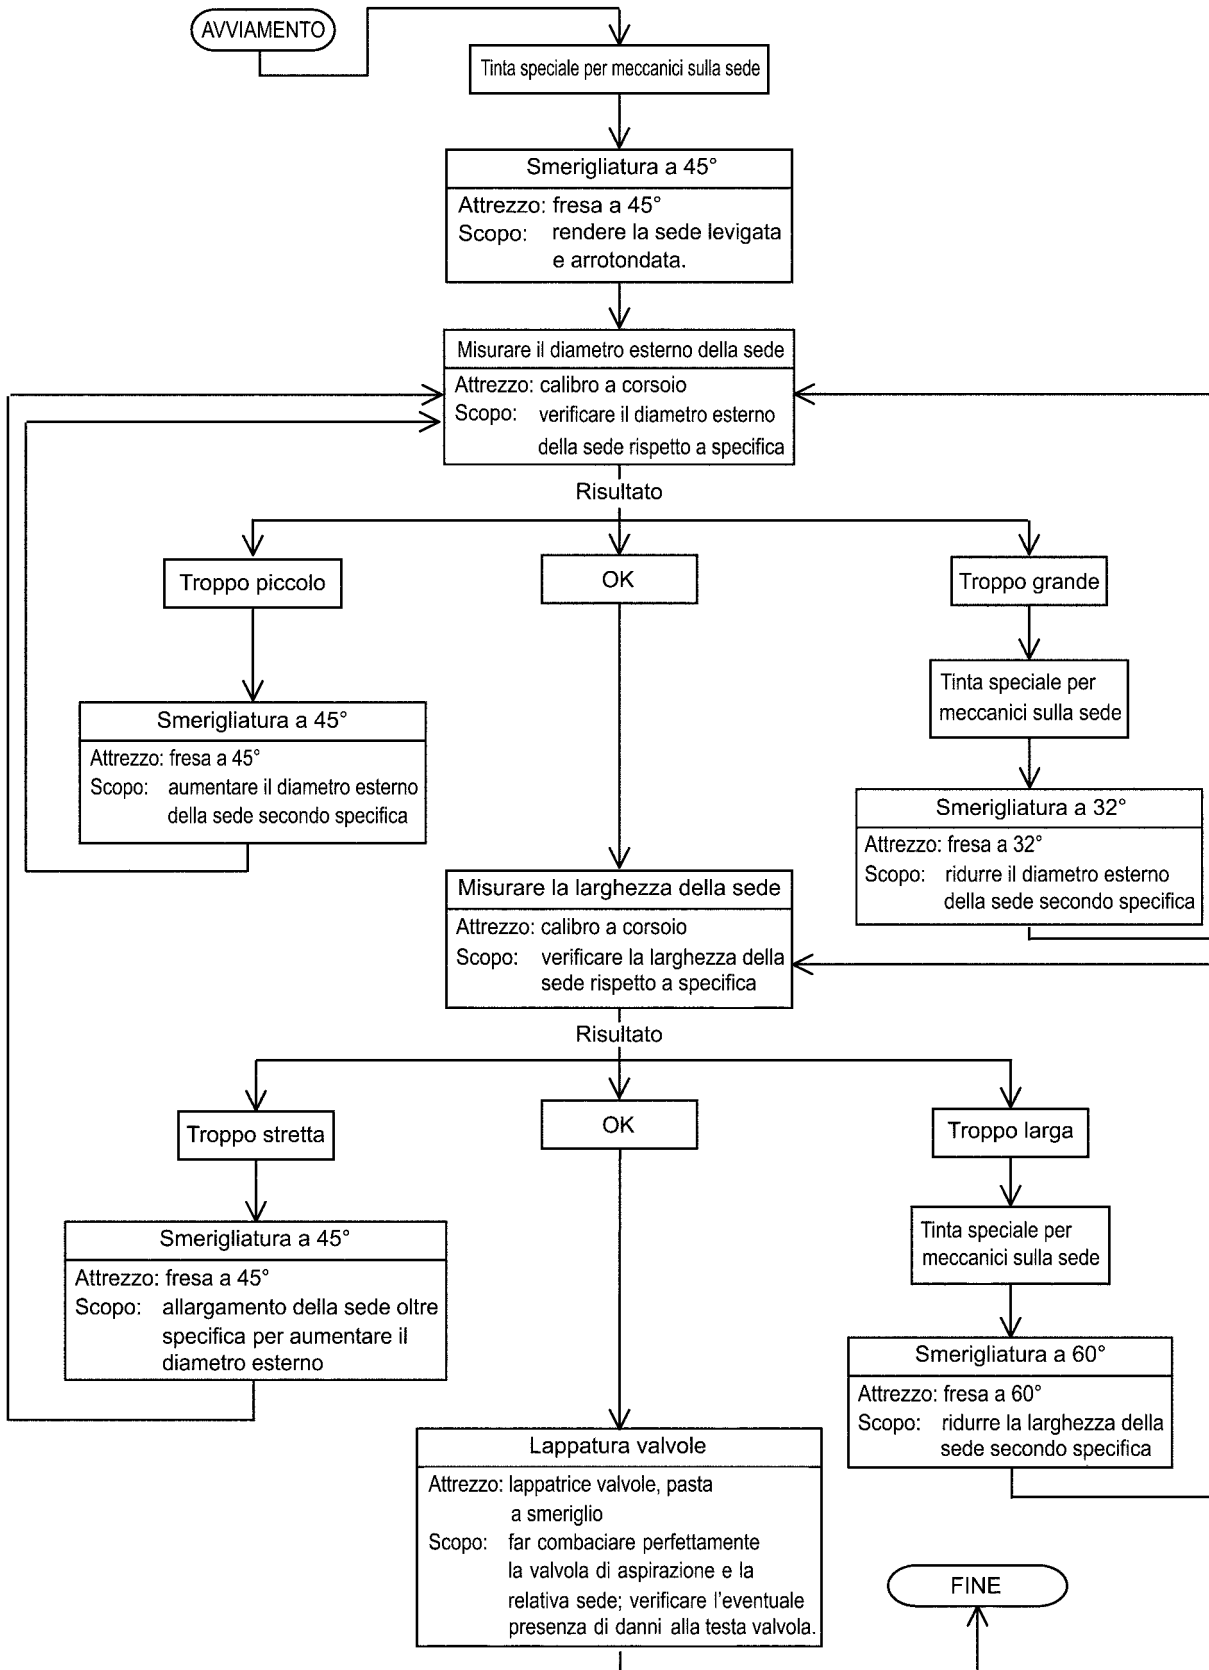 AVVIAMENTO
Tinta speciale per meccanici sulla sede
Smerigliatura a 45°
Attrezzo: fresa a 45°
Scopo: rendere la sede levigata
e arrotondata.
Misurare il diametro esterno della sede
Attrezzo: calibro a corsoio
Scopo: verificare il diametro esterno
della sede rispetto a specifica
Risultato
Troppo piccolo
OK
Troppo grande
Tinta speciale per
meccanici sulla sede
Smerigliatura a 45°
Attrezzo: fresa a 45°
Scopo: aumentare il diametro esterno
della sede secondo specifica
Smerigliatura a 32°
Attrezzo: fresa a 32°
Scopo: ridurre il diametro esterno
della sede secondo specifica
Misurare la larghezza della sede
Attrezzo: calibro a corsoio
Scopo: verificare la larghezza della
sede rispetto a specifica
Risultato
Troppo stretta
OK
Troppo larga
Tinta speciale per
meccanici sulla sede
Smerigliatura a 45°
Attrezzo: fresa a 45°
Scopo: allargamento della sede oltre
specifica per aumentare il
diametro esterno
Smerigliatura a 60°
Attrezzo: fresa a 60°
Scopo: ridurre la larghezza della
sede secondo specifica
Lappatura valvole
Attrezzo: lappatrice valvole, pasta
a smeriglio
Scopo: far combaciare perfettamente
la valvola di aspirazione e la
relativa sede; verificare l'eventuale
presenza di danni alla testa valvola.
FINE